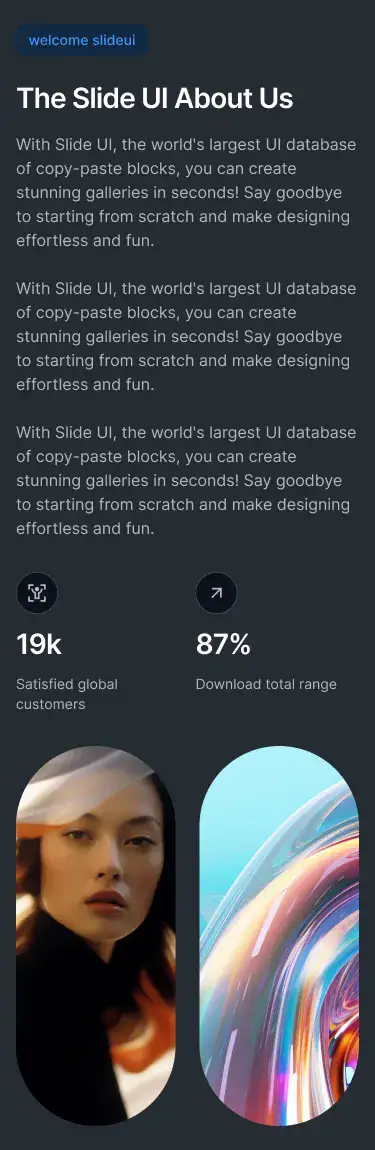 welcome slideui
The Slide UI About Us
With Slide UI, the world's largest UI database
of copy-paste blocks, you can create
stunning galleries in seconds! Say goodbye
to starting from scratch and make designing
effortless and fun.
With Slide UI, the world's largest UI database
of copy-paste blocks, you can create
stunning galleries in seconds! Say goodbye
to starting from scratch and make designing
effortless and fun.
With Slide UI, the world's largest UI database
of copy-paste blocks, you can create
stunning galleries in seconds! Say goodbye
to starting from scratch and make designing
effortless and fun.
19k
Satisfied global
customers
87%
Download total range